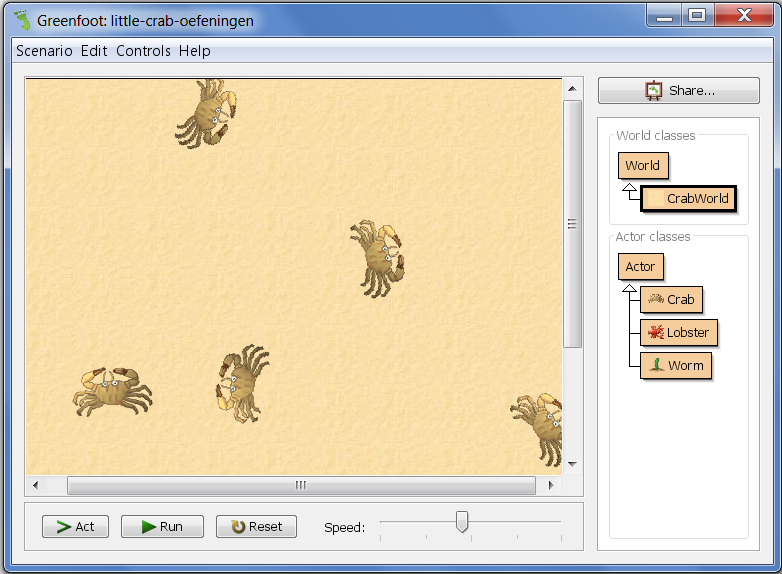 Greenfoot: little-crab-oefeningen
Scenario Edit Controls Help
Share...
World classes
World
CrabWorld
Actor classes
Actor
Crab
Lobster
Worm
Act Run Reset Speed: